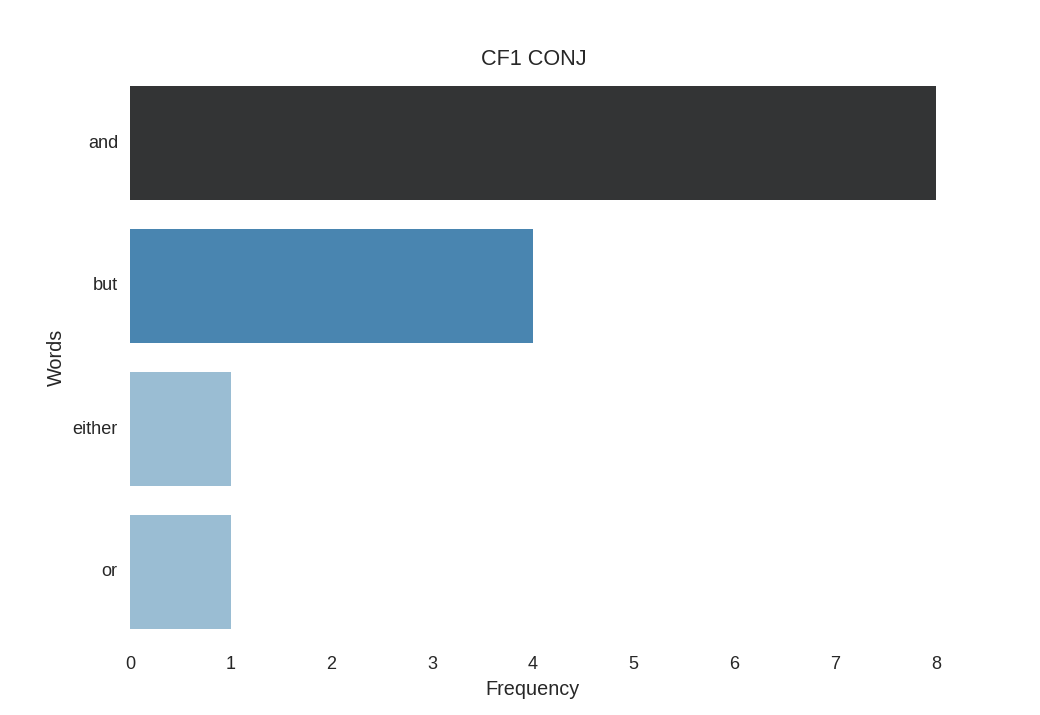 CF1 CONJ
and
but
either
or
Words
0 1 2 3 4 5 6 7 8
Frequency